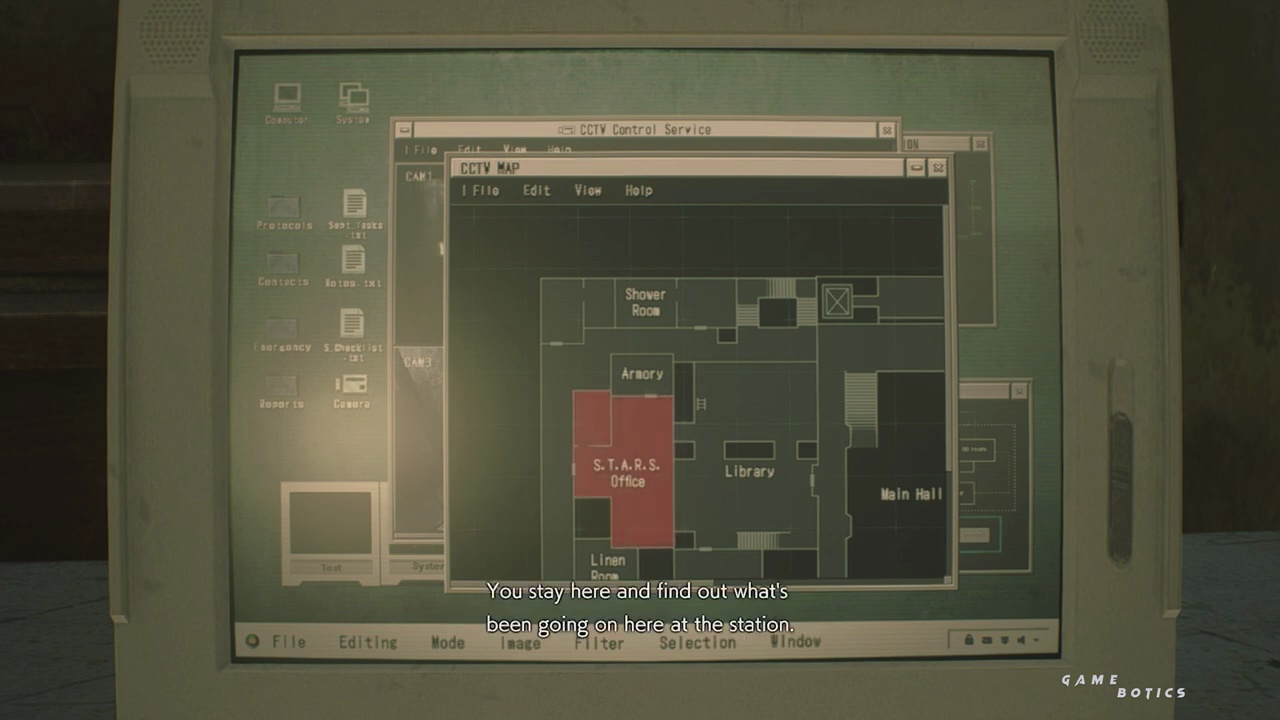 Computer
System
CCTV Control Service
File Edit View Help
ON
CAM1
CCTV MAP
File Edit View Help
Protocols
Sept.Tasks
.txt
Contacts
Notes.txt
Emergency
S.Checklist
.txt
Reports
Camera
CAM3
Shower
Room
Armory
S.T.A.R.S.
Office
Library
Main Hall
Linen
Room
Test
System
You stay here and find out what's
been going on here at the station.
File Editing Mode Image Filter Selection Window
GAME
BOTICS